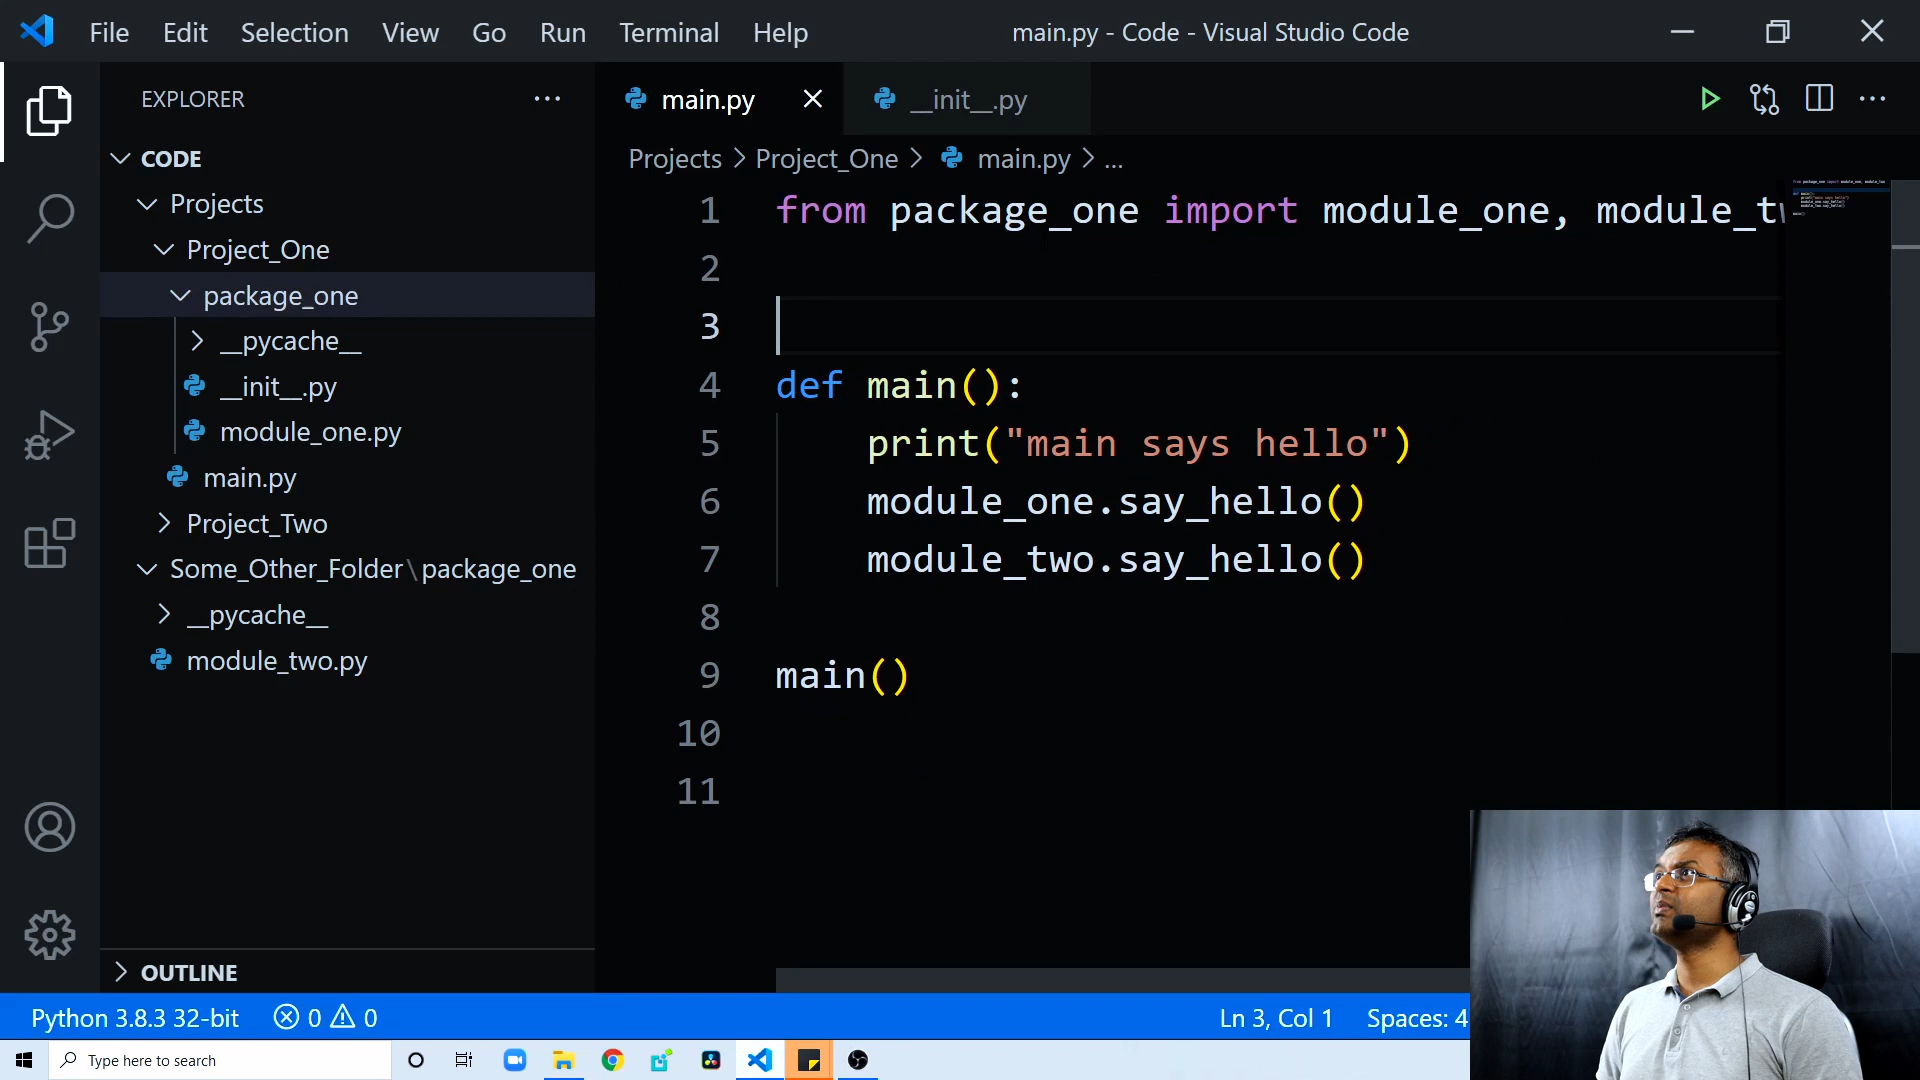 File Edit Selection View Go Run Terminal Help
main.py - Code - Visual Studio Code
EXPLORER
CODE
Projects
Project_One
package_one
__pycache__
__init__.py
module_one.py
main.py
Project_Two
Some_Other_Folder\package_one
__pycache__
module_two.py
OUTLINE
main.py
__init__.py
Projects > Project_One > main.py > ...
1 from package_one import module_one, module_tw
2
3
4 def main():
5 print("main says hello")
6 module_one.say_hello()
7 module_two.say_hello()
8
9 main()
10
11
Python 3.8.3 32-bit 0 0
Ln 3, Col 1 Spaces: 4
Type here to search